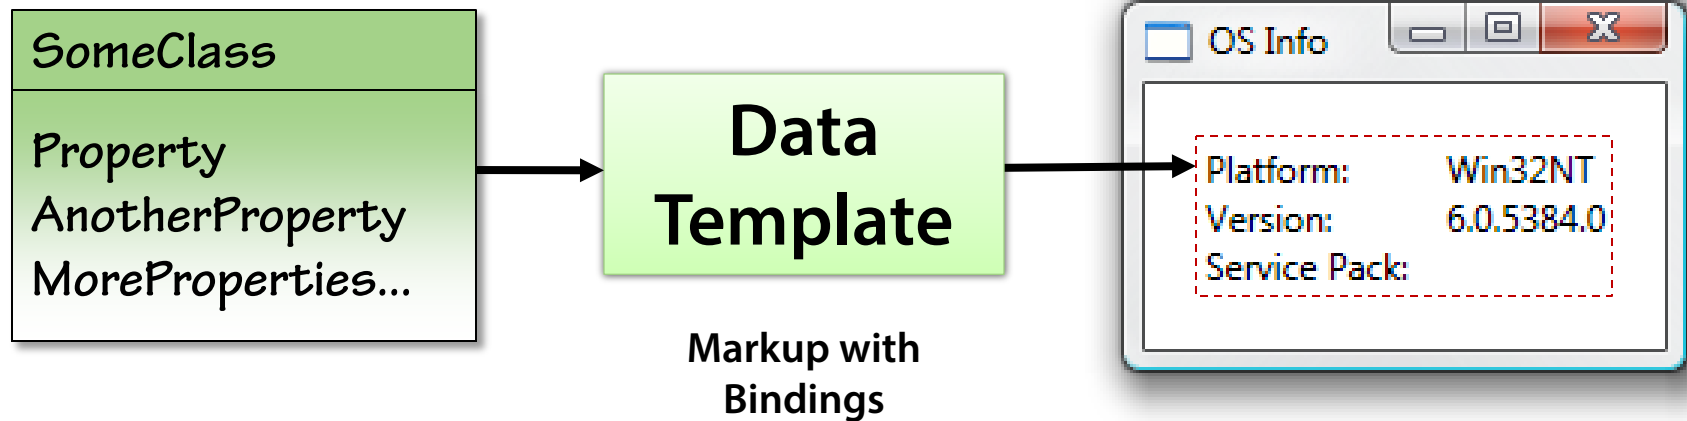 SomeClass
Property
AnotherProperty
MoreProperties...
Data
Template
Markup with
Bindings
OS Info
Platform: Win32NT
Version: 6.0.5384.0
Service Pack: